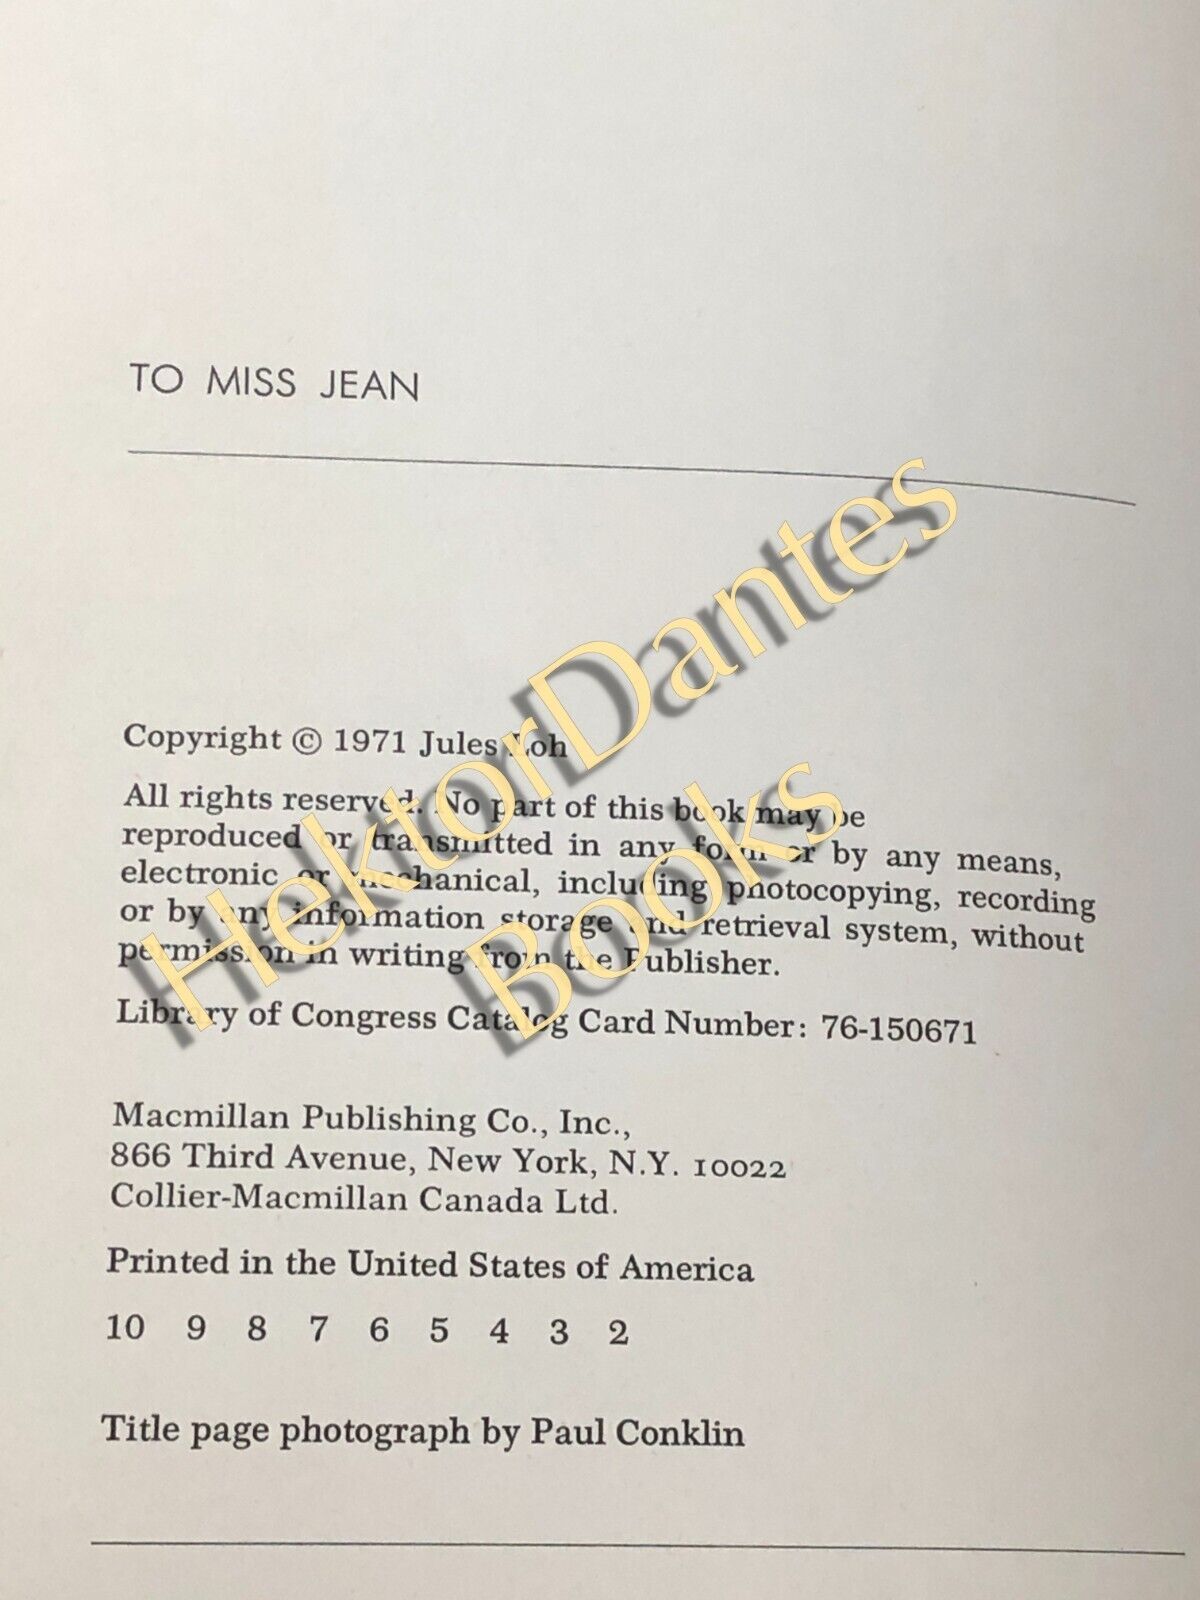 TO MISS JEAN
Copyright © 1971 Jules Loh
All rights reserved. No part of this book may be
reproduced or transmitted in any form or by any means,
electronic or mechanical, including photocopying, recording
or by any information storage and retrieval system, without
permission in writing from the Publisher.
Library of Congress Catalog Card Number: 76-150671
Macmillan Publishing Co., Inc.,
866 Third Avenue, New York, N.Y. 10022
Collier-Macmillan Canada Ltd.
Printed in the United States of America
10 9 8 7 6 5 4 3 2
Title page photograph by Paul Conklin
HektorDantes
Books